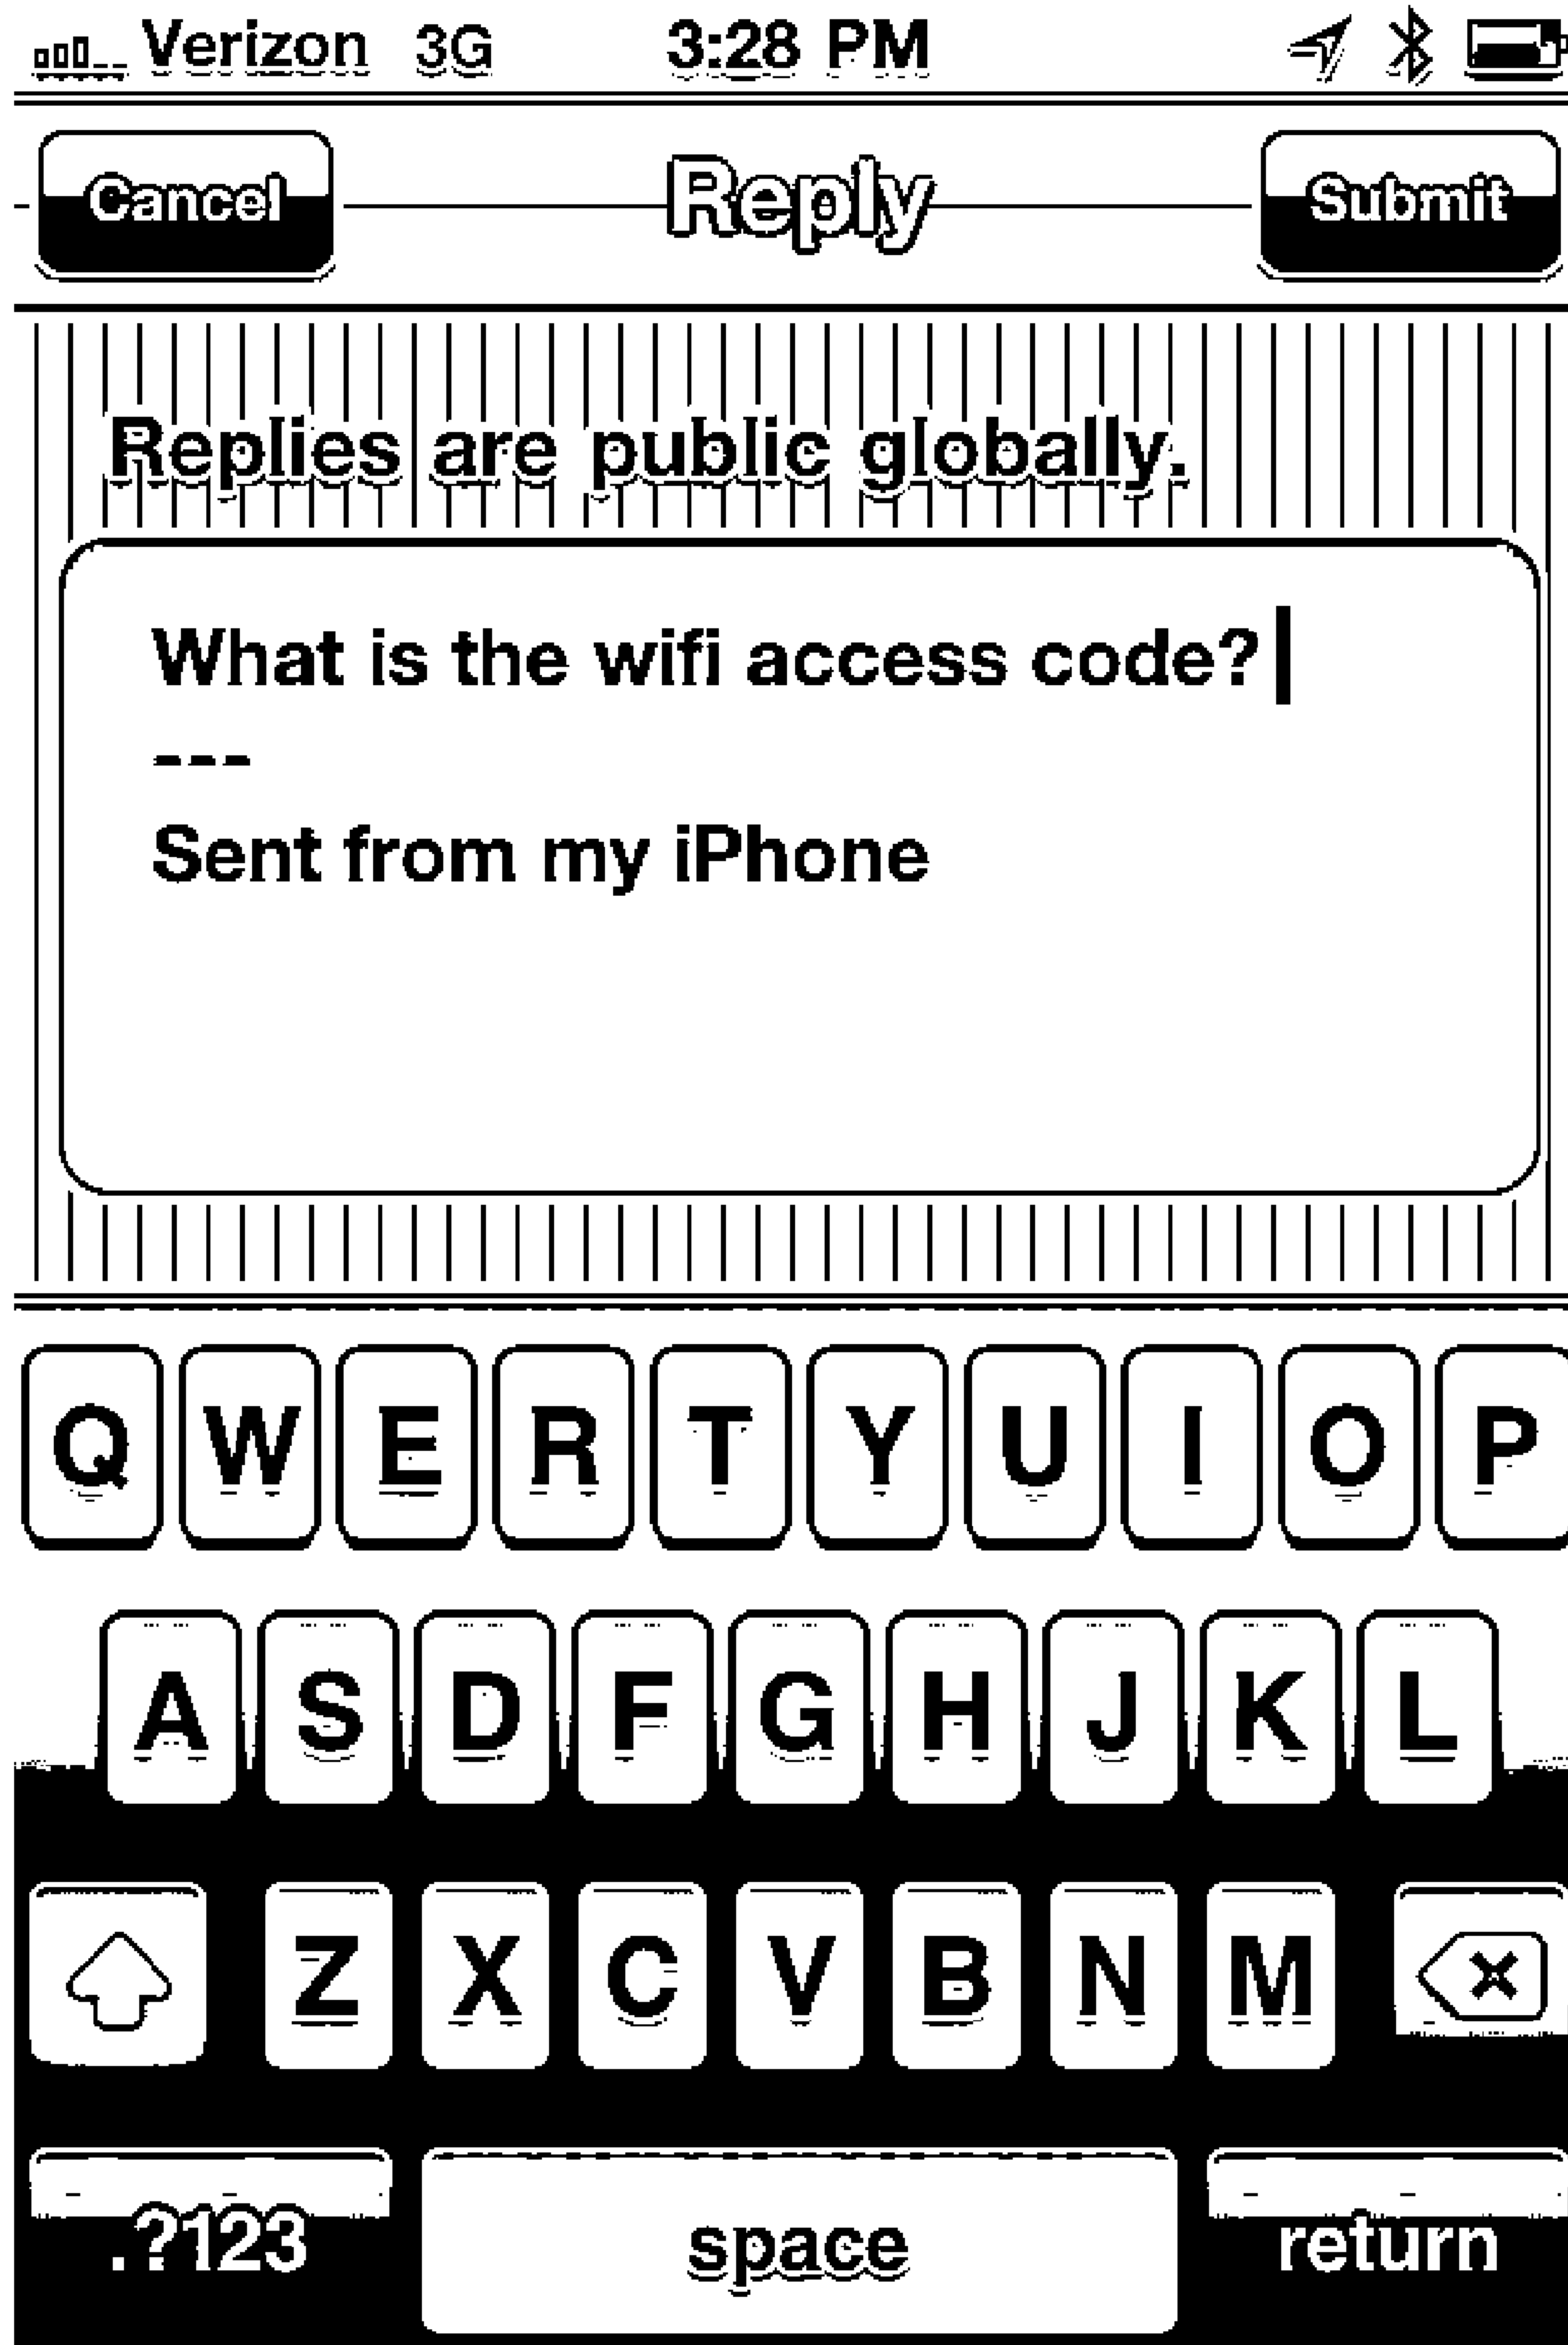 Verizon 3G 3:28 PM
Cancel Reply Submit
Replies are public globally.
What is the wifi access code?
---
Sent from my iPhone
Q W E R T Y U I O P
A S D F G H J K L
Z X C V B N M
.?123 space return